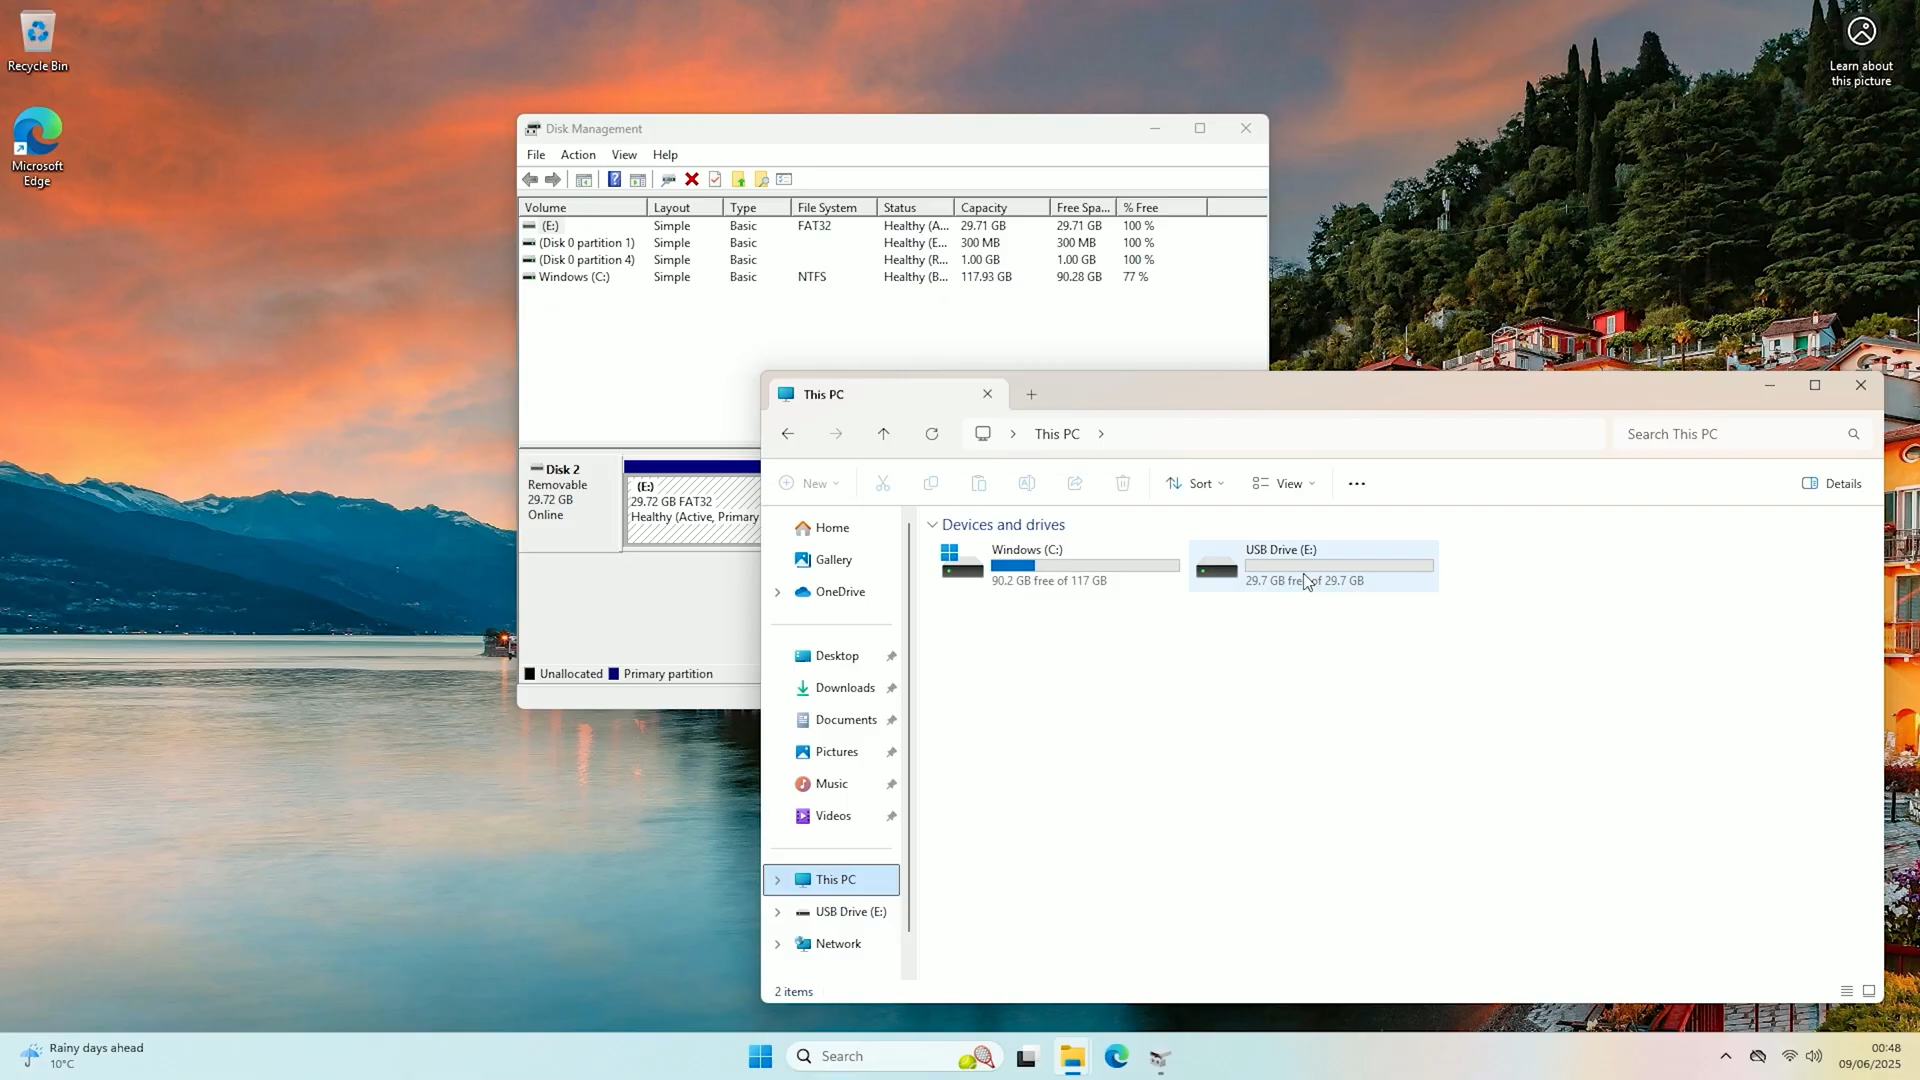 Recycle Bin
Microsoft
Edge
Learn about
this picture
Disk Management
File Action View Help
Volume Layout Type File System Status Capacity Free Spa... % Free
(E:) Simple Basic FAT32 Healthy (A... 29.71 GB 29.71 GB 100 %
(Disk 0 partition 1) Simple Basic Healthy (E... 300 MB 300 MB 100 %
(Disk 0 partition 4) Simple Basic Healthy (R... 1.00 GB 1.00 GB 100 %
Windows (C:) Simple Basic NTFS Healthy (B... 117.93 GB 90.28 GB 77 %
Disk 2
Removable
29.72 GB
Online
(E:)
29.72 GB FAT32
Healthy (Active, Primary
Unallocated Primary partition
This PC
This PC
Search This PC
New Sort View Details
Home
Gallery
OneDrive
Desktop
Downloads
Documents
Pictures
Music
Videos
This PC
USB Drive (E:)
Network
Devices and drives
Windows (C:)
90.2 GB free of 117 GB
USB Drive (E:)
29.7 GB free of 29.7 GB
2 items
Rainy days ahead
10°C
Search
00:48
09/06/2025